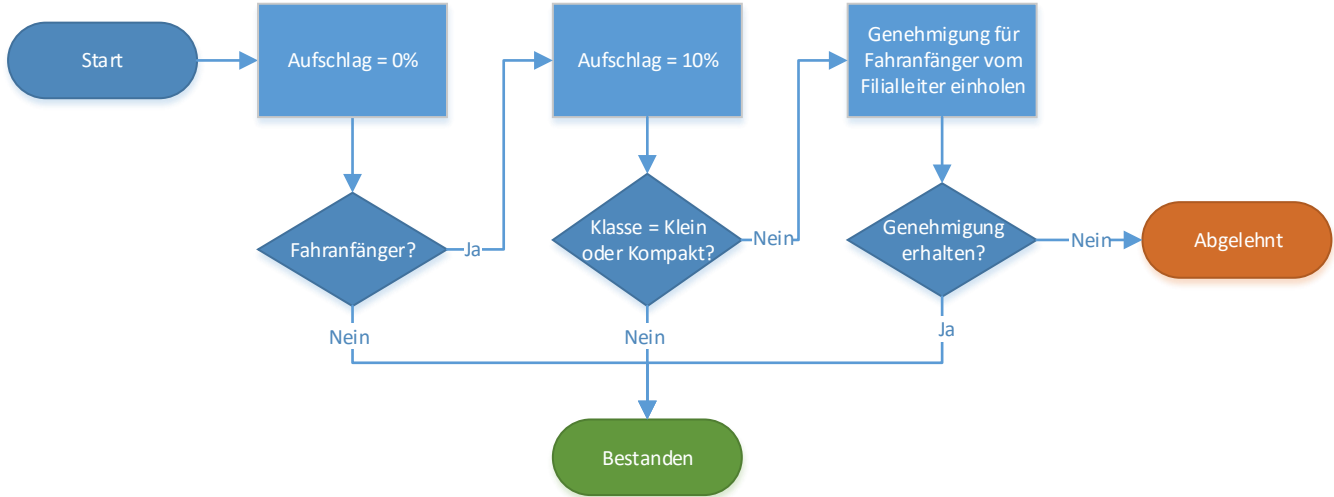 Start
Aufschlag = 0%
Aufschlag = 10%
Genehmigung für
Fahranfänger vom
Filialleiter einholen
Fahranfänger?
Ja
Klasse = Klein
oder Kompakt?
Nein
Genehmigung
erhalten?
Nein
Abgelehnt
Nein
Nein
Ja
Bestanden